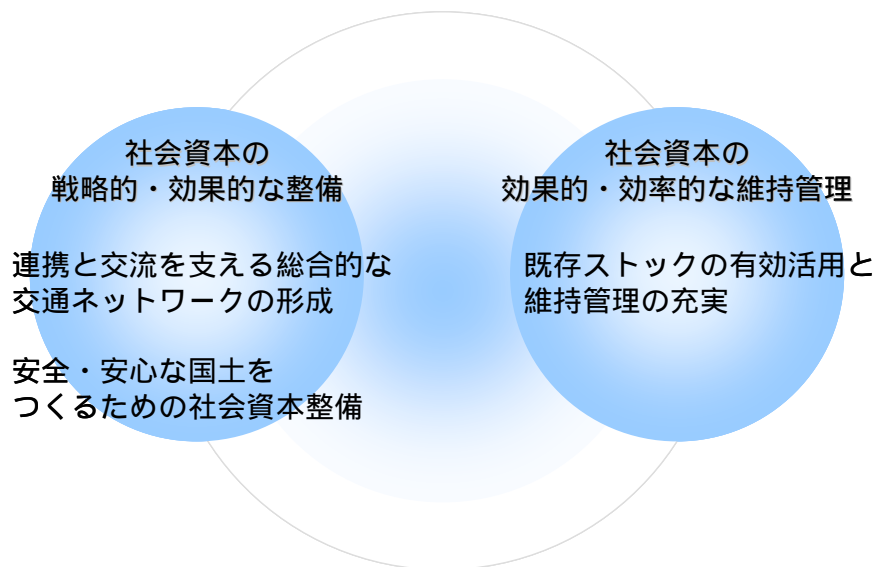 社会資本の
戦略的・効果的な整備
連携と交流を支える総合的な
交通ネットワークの形成
安全・安心な国土を
つくるための社会資本整備
社会資本の
効果的・効率的な維持管理
既存ストックの有効活用と
維持管理の充実